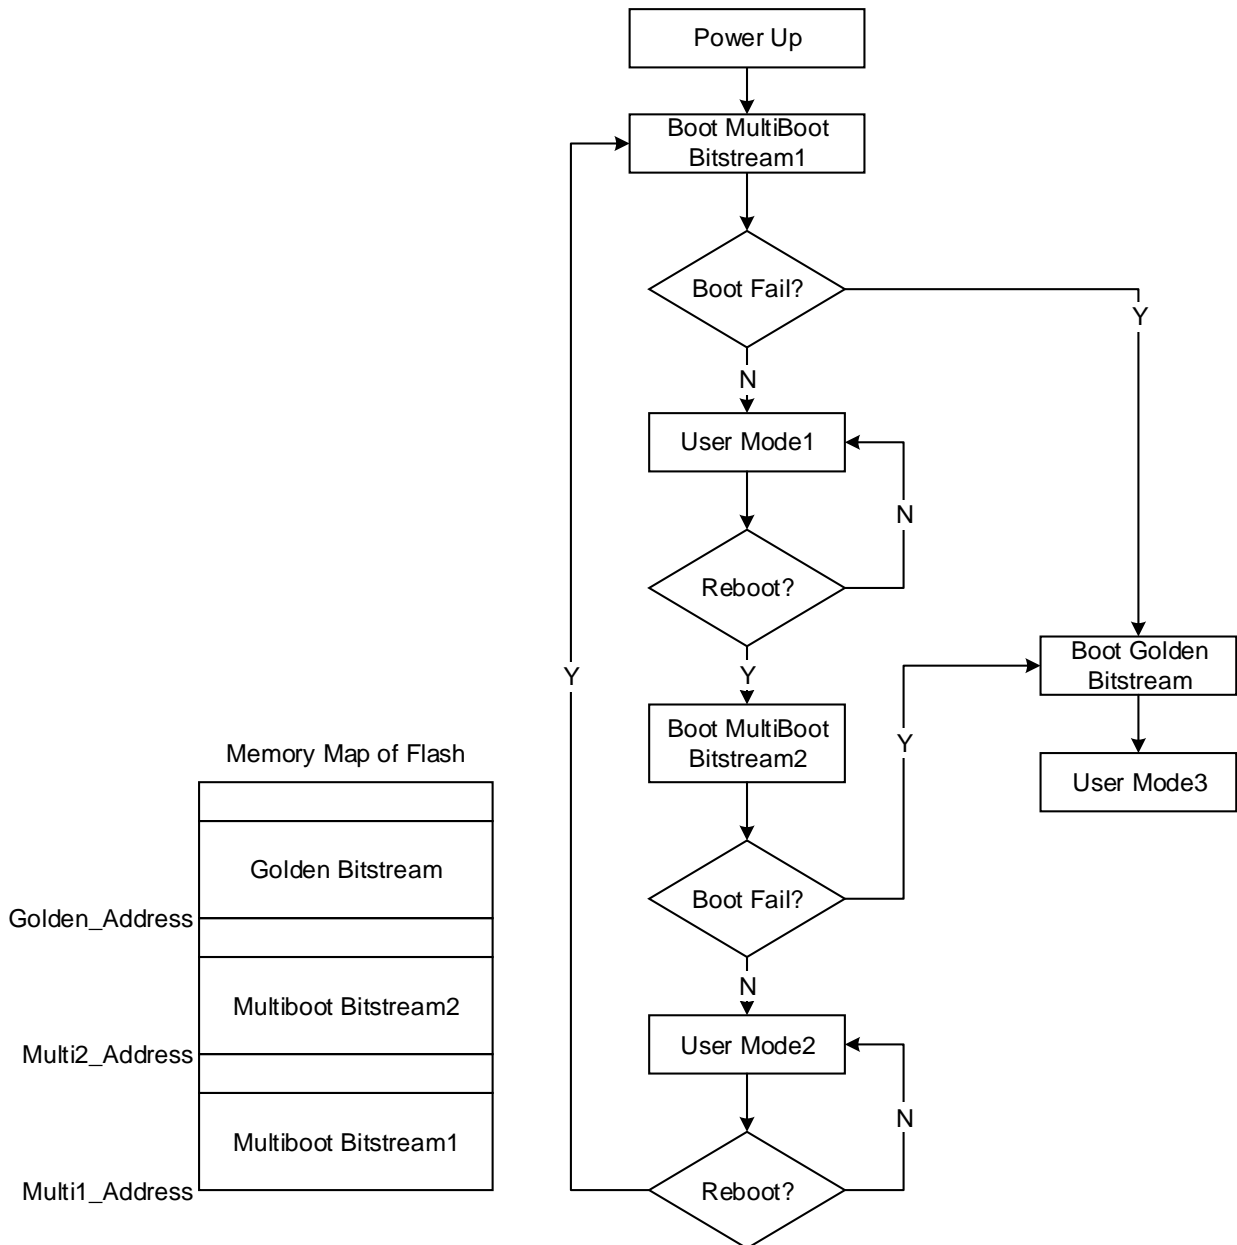 Power Up
Boot MultiBoot
Bitstream1
Boot Fail?
Y
N
User Mode1
N
Reboot?
Y
Y
Boot MultiBoot
Bitstream2
Y
Boot Golden
Bitstream
User Mode3
Boot Fail?
N
User Mode2
N
Reboot?
Memory Map of Flash
Golden Bitstream
Golden_Address
Multiboot Bitstream2
Multi2_Address
Multiboot Bitstream1
Multi1_Address